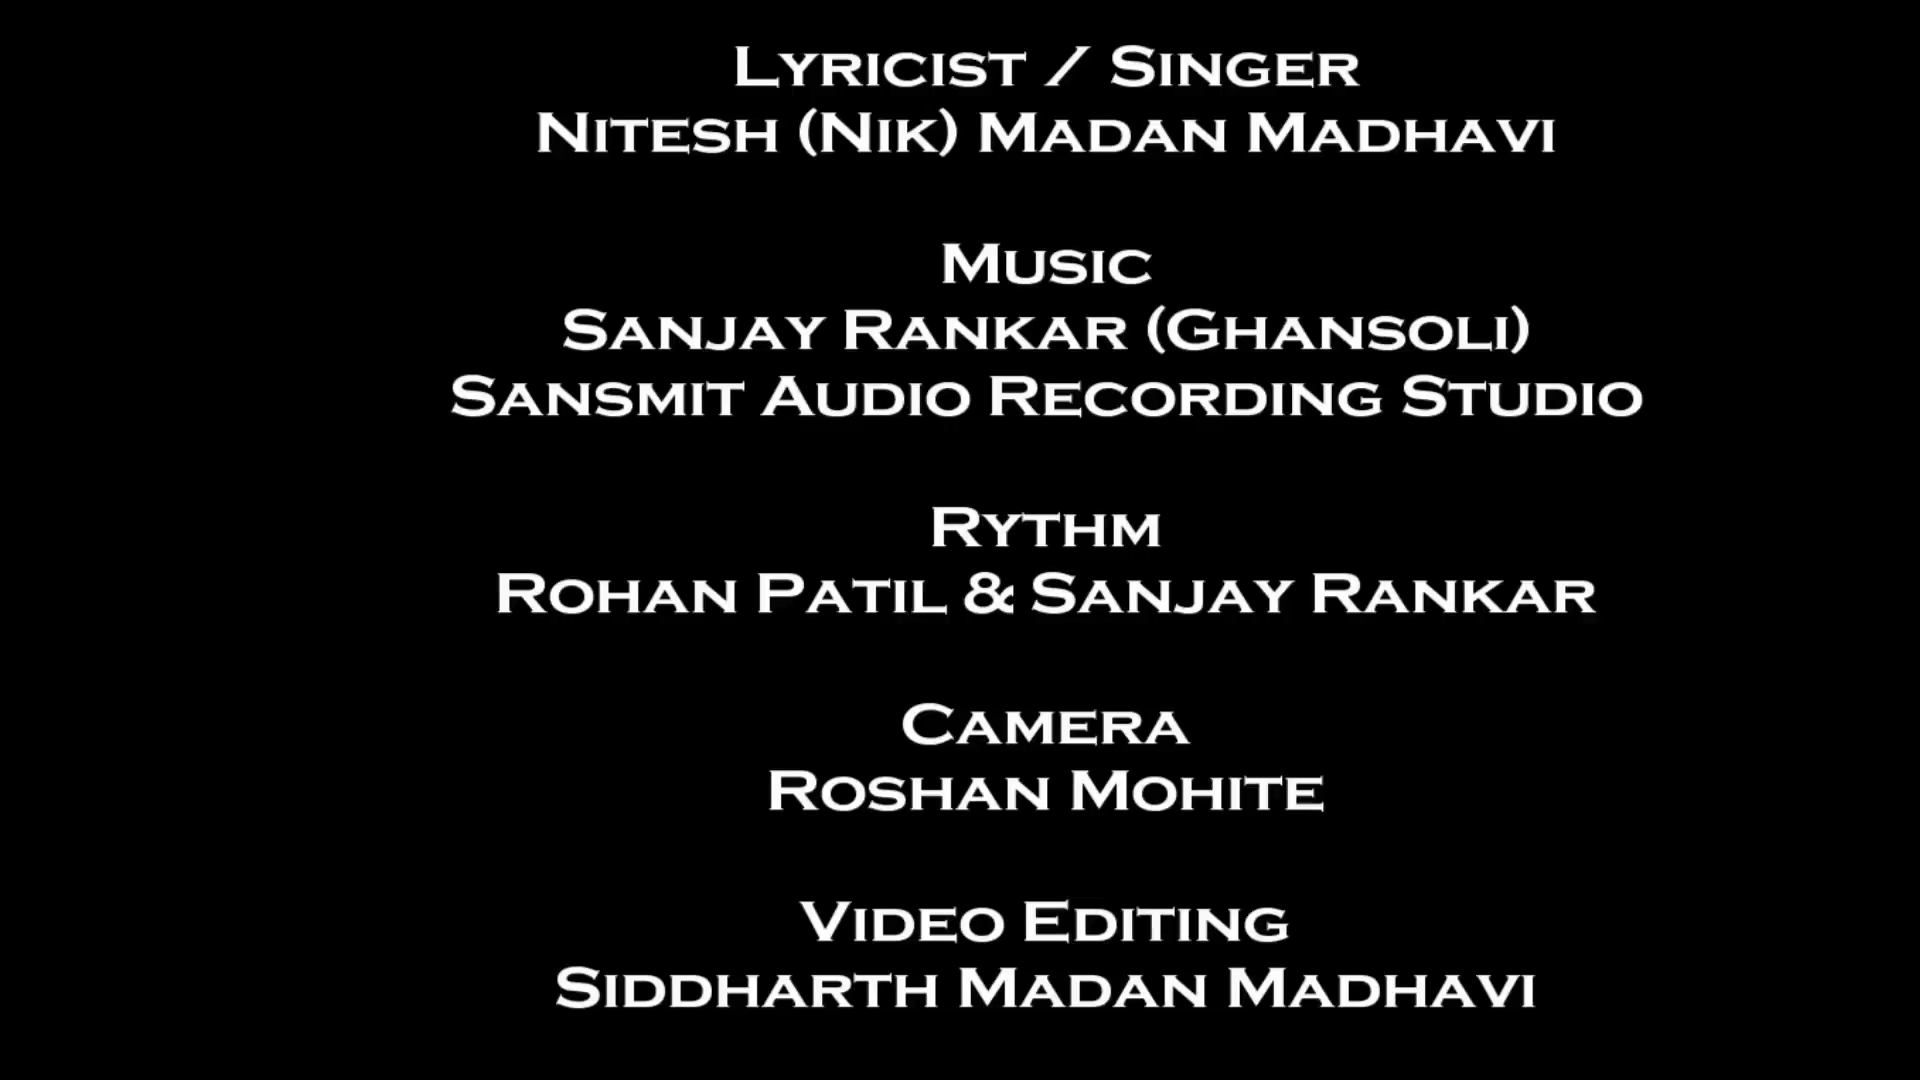 Lyricist / Singer
Nitesh (Nik) Madan Madhavi
Music
Sanjay Rankar (Ghansoli)
Sansmit Audio Recording Studio
Rythm
Rohan Patil & Sanjay Rankar
Camera
Roshan Mohite
Video Editing
Siddharth Madan Madhavi